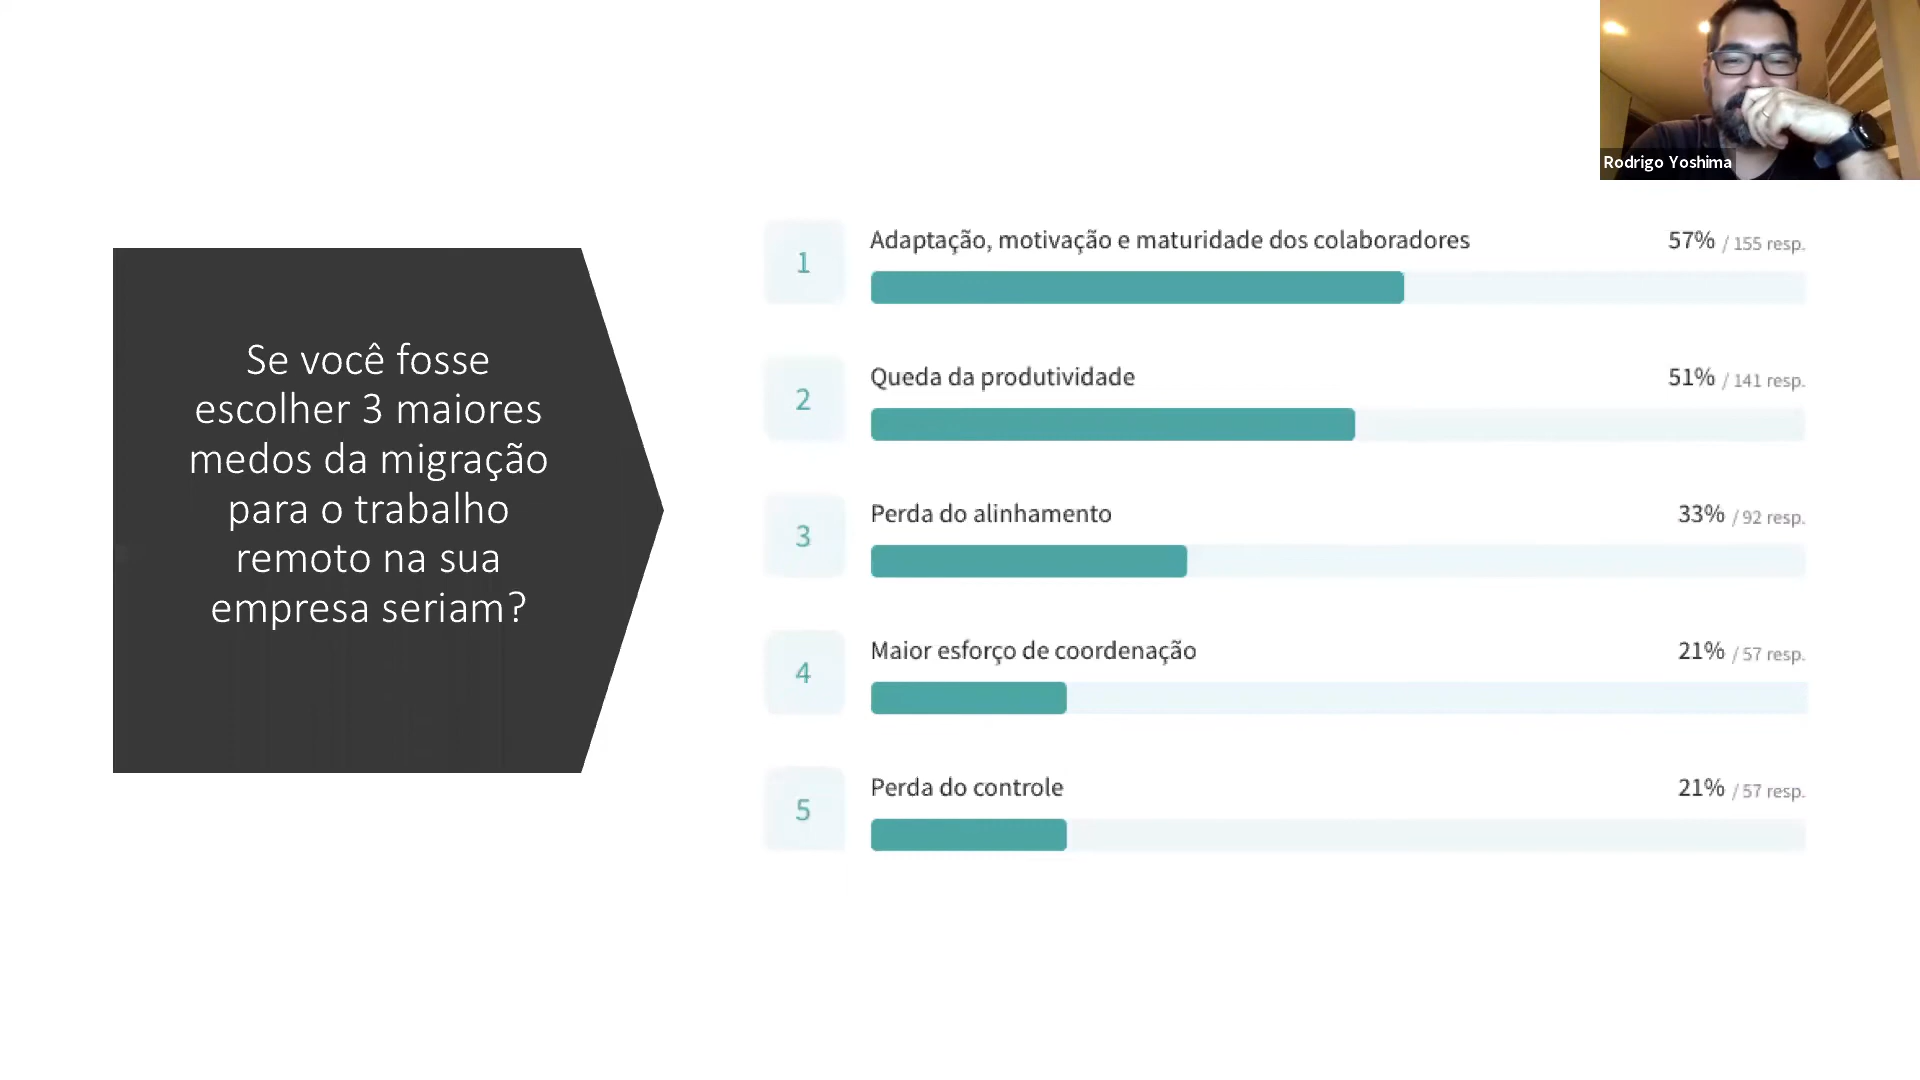 Rodrigo Yoshima
Se você fosse
escolher 3 maiores
medos da migração
para o trabalho
remoto na sua
empresa seriam?
1
Adaptação, motivação e maturidade dos colaboradores
57% / 155 resp.
2
Queda da produtividade
51% / 141 resp.
3
Perda do alinhamento
33% / 92 resp.
4
Maior esforço de coordenação
21% / 57 resp.
5
Perda do controle
21% / 57 resp.